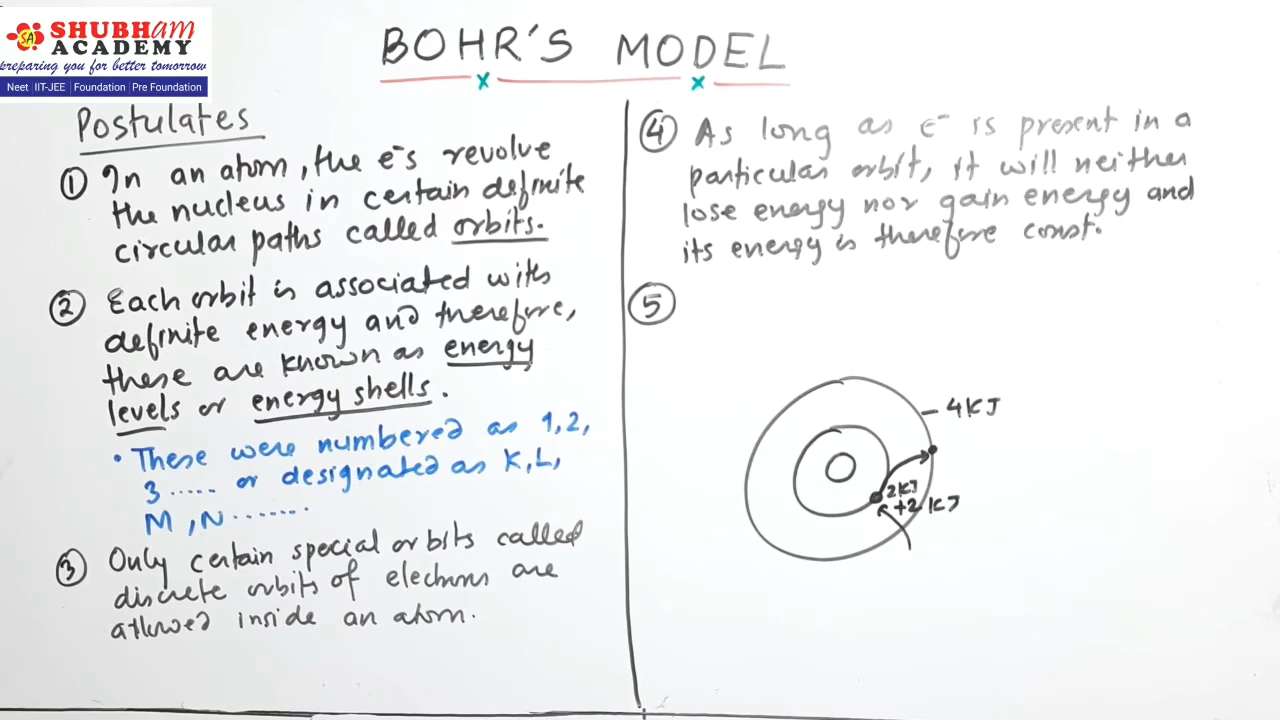 SHUBHAM
ACADEMY
SA
preparing you for better tomorrow
Neet | IIT-JEE | Foundation | Pre Foundation
BOHR'S MODEL
Postulates
① In an atom, the e-s revolve
the nucleus in certain definite
circular paths called orbits.
② Each orbit is associated with
definite energy and therefore,
these are known as energy
levels or energy shells.
• These were numbered as 1,2,
3 ..... or designated as K, L,
M, N .......
③ Only certain special orbits called
discrete orbits of electrons are
allowed inside an atom.
④ As long as e- is present in a
particular orbit, it will neither
lose energy nor gain energy and
its energy is therefore const.
⑤
4KJ
2KJ
+2 KJ